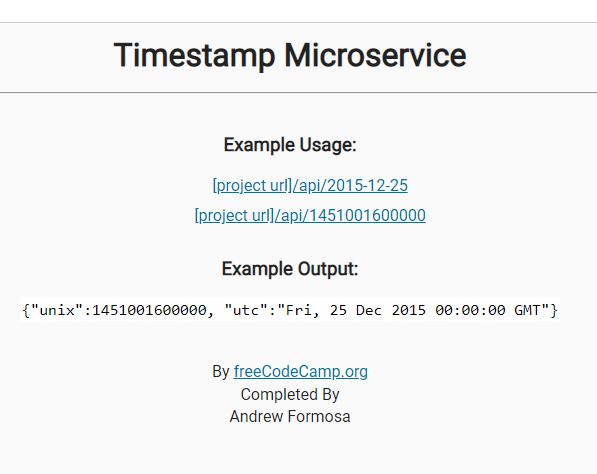 Timestamp Microservice
Example Usage:
[project url]/api/2015-12-25
[project url]/api/1451001600000
Example Output:
{"unix":1451001600000, "utc":"Fri, 25 Dec 2015 00:00:00 GMT"}
By freeCodeCamp.org
Completed By
Andrew Formosa